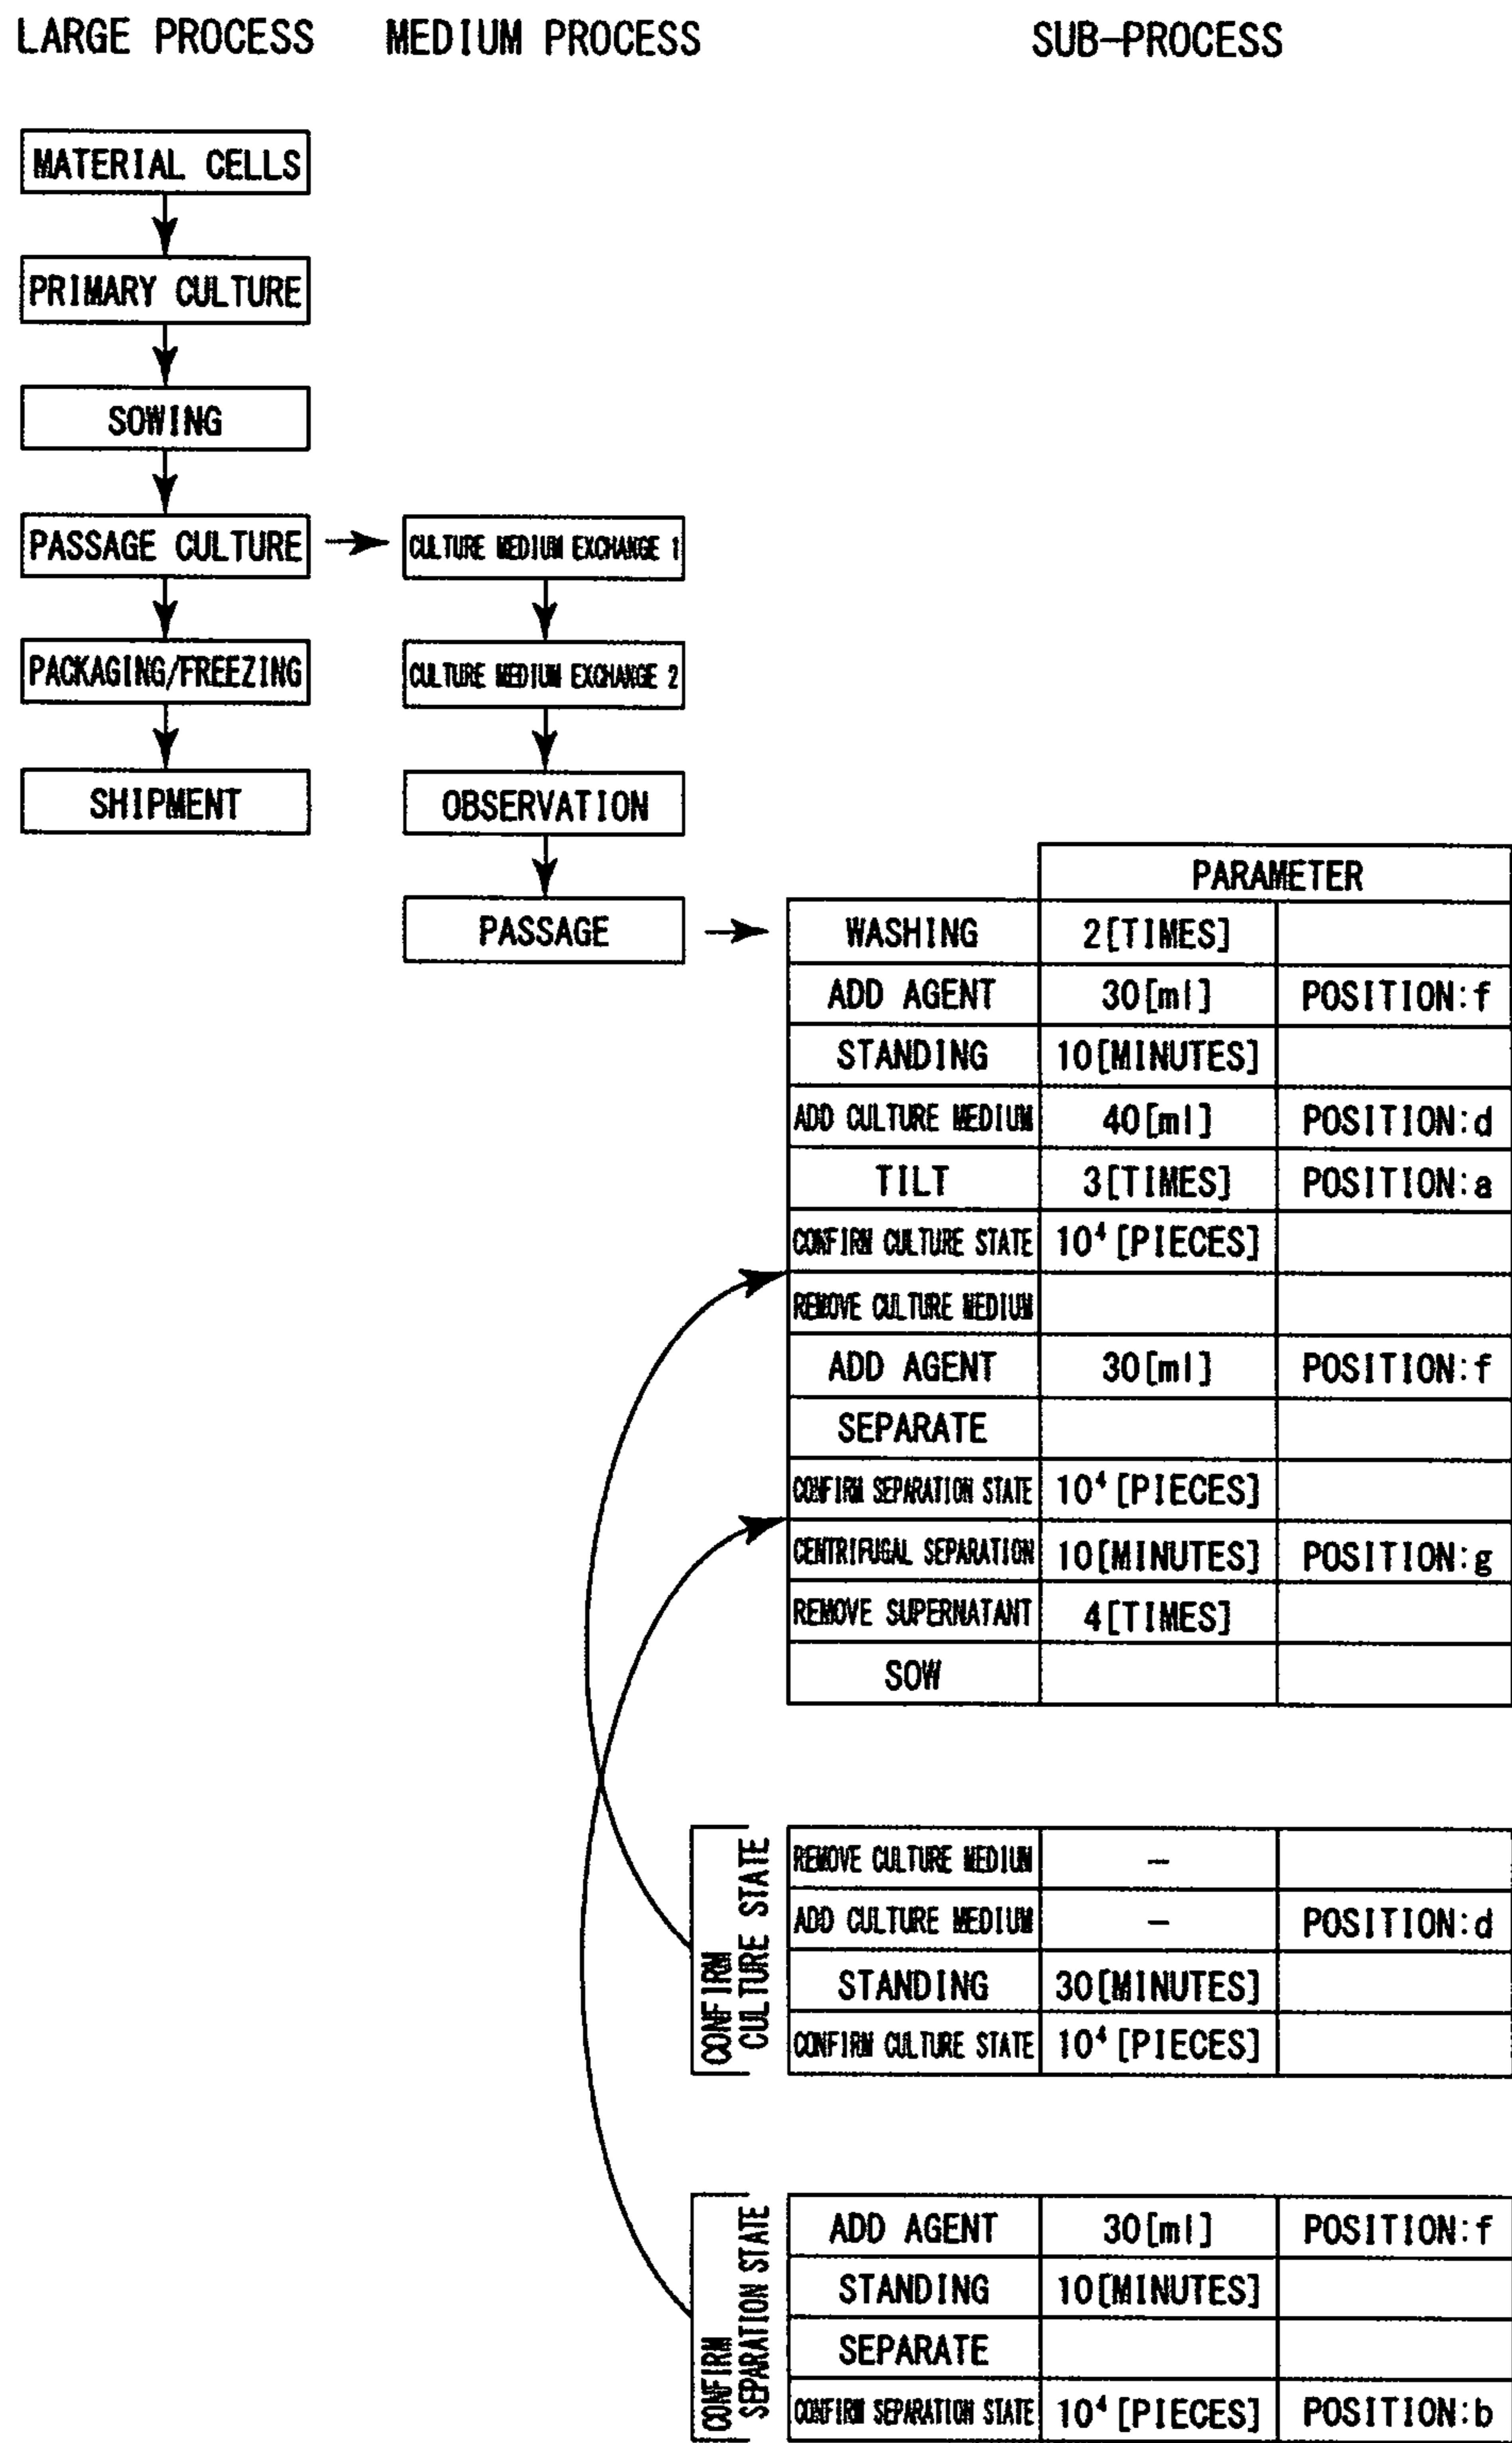 LARGE PROCESS MEDIUM PROCESS SUB-PROCESS
MATERIAL CELLS
PRIMARY CULTURE
SOWING
PASSAGE CULTURE
PACKAGING/FREEZING
SHIPMENT
CULTURE MEDIUM EXCHANGE 1
CULTURE MEDIUM EXCHANGE 2
OBSERVATION
PASSAGE
PARAMETER
WASHING 2[TIMES]
ADD AGENT 30[ml] POSITION:f
STANDING 10[MINUTES]
ADD CULTURE MEDIUM 40[ml] POSITION:d
TILT 3[TIMES] POSITION:a
CONFIRM CULTURE STATE 10⁴[PIECES]
REMOVE CULTURE MEDIUM
ADD AGENT 30[ml] POSITION:f
SEPARATE
CONFIRM SEPARATION STATE 10⁴[PIECES]
CENTRIFUGAL SEPARATION 10[MINUTES] POSITION:g
REMOVE SUPERNATANT 4[TIMES]
SOW
CONFIRM
CULTURE STATE
REMOVE CULTURE MEDIUM –
ADD CULTURE MEDIUM – POSITION:d
STANDING 30[MINUTES]
CONFIRM CULTURE STATE 10⁴[PIECES]
CONFIRM
SEPARATION STATE
ADD AGENT 30[ml] POSITION:f
STANDING 10[MINUTES]
SEPARATE
CONFIRM SEPARATION STATE 10⁴[PIECES] POSITION:b